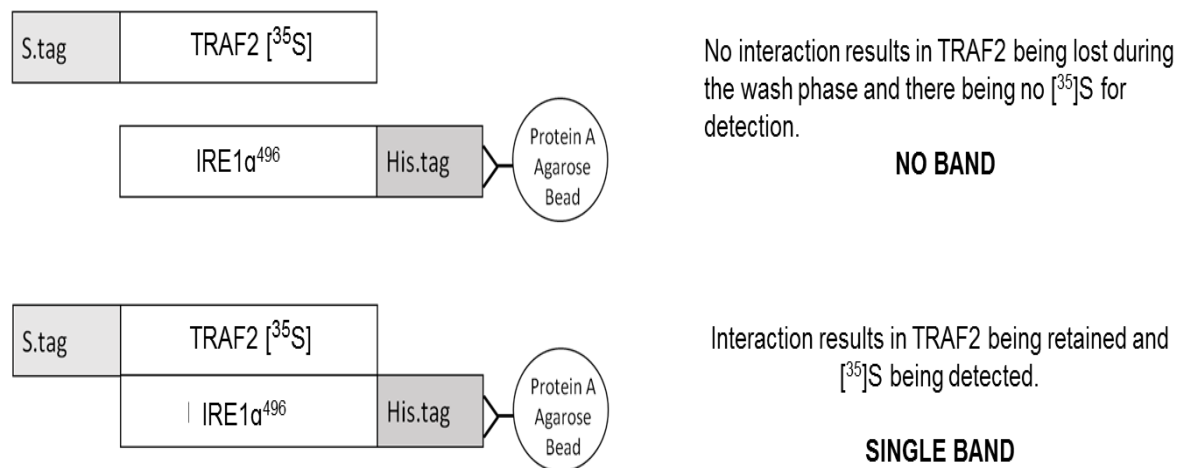 S.tag
TRAF2 [³⁵S]
IRE1α⁴⁹⁶
His.tag
Protein A
Agarose
Bead
No interaction results in TRAF2 being lost during
the wash phase and there being no [³⁵]S for
detection.
NO BAND
S.tag
TRAF2 [³⁵S]
IRE1α⁴⁹⁶
His.tag
Protein A
Agarose
Bead
Interaction results in TRAF2 being retained and
[³⁵]S being detected.
SINGLE BAND